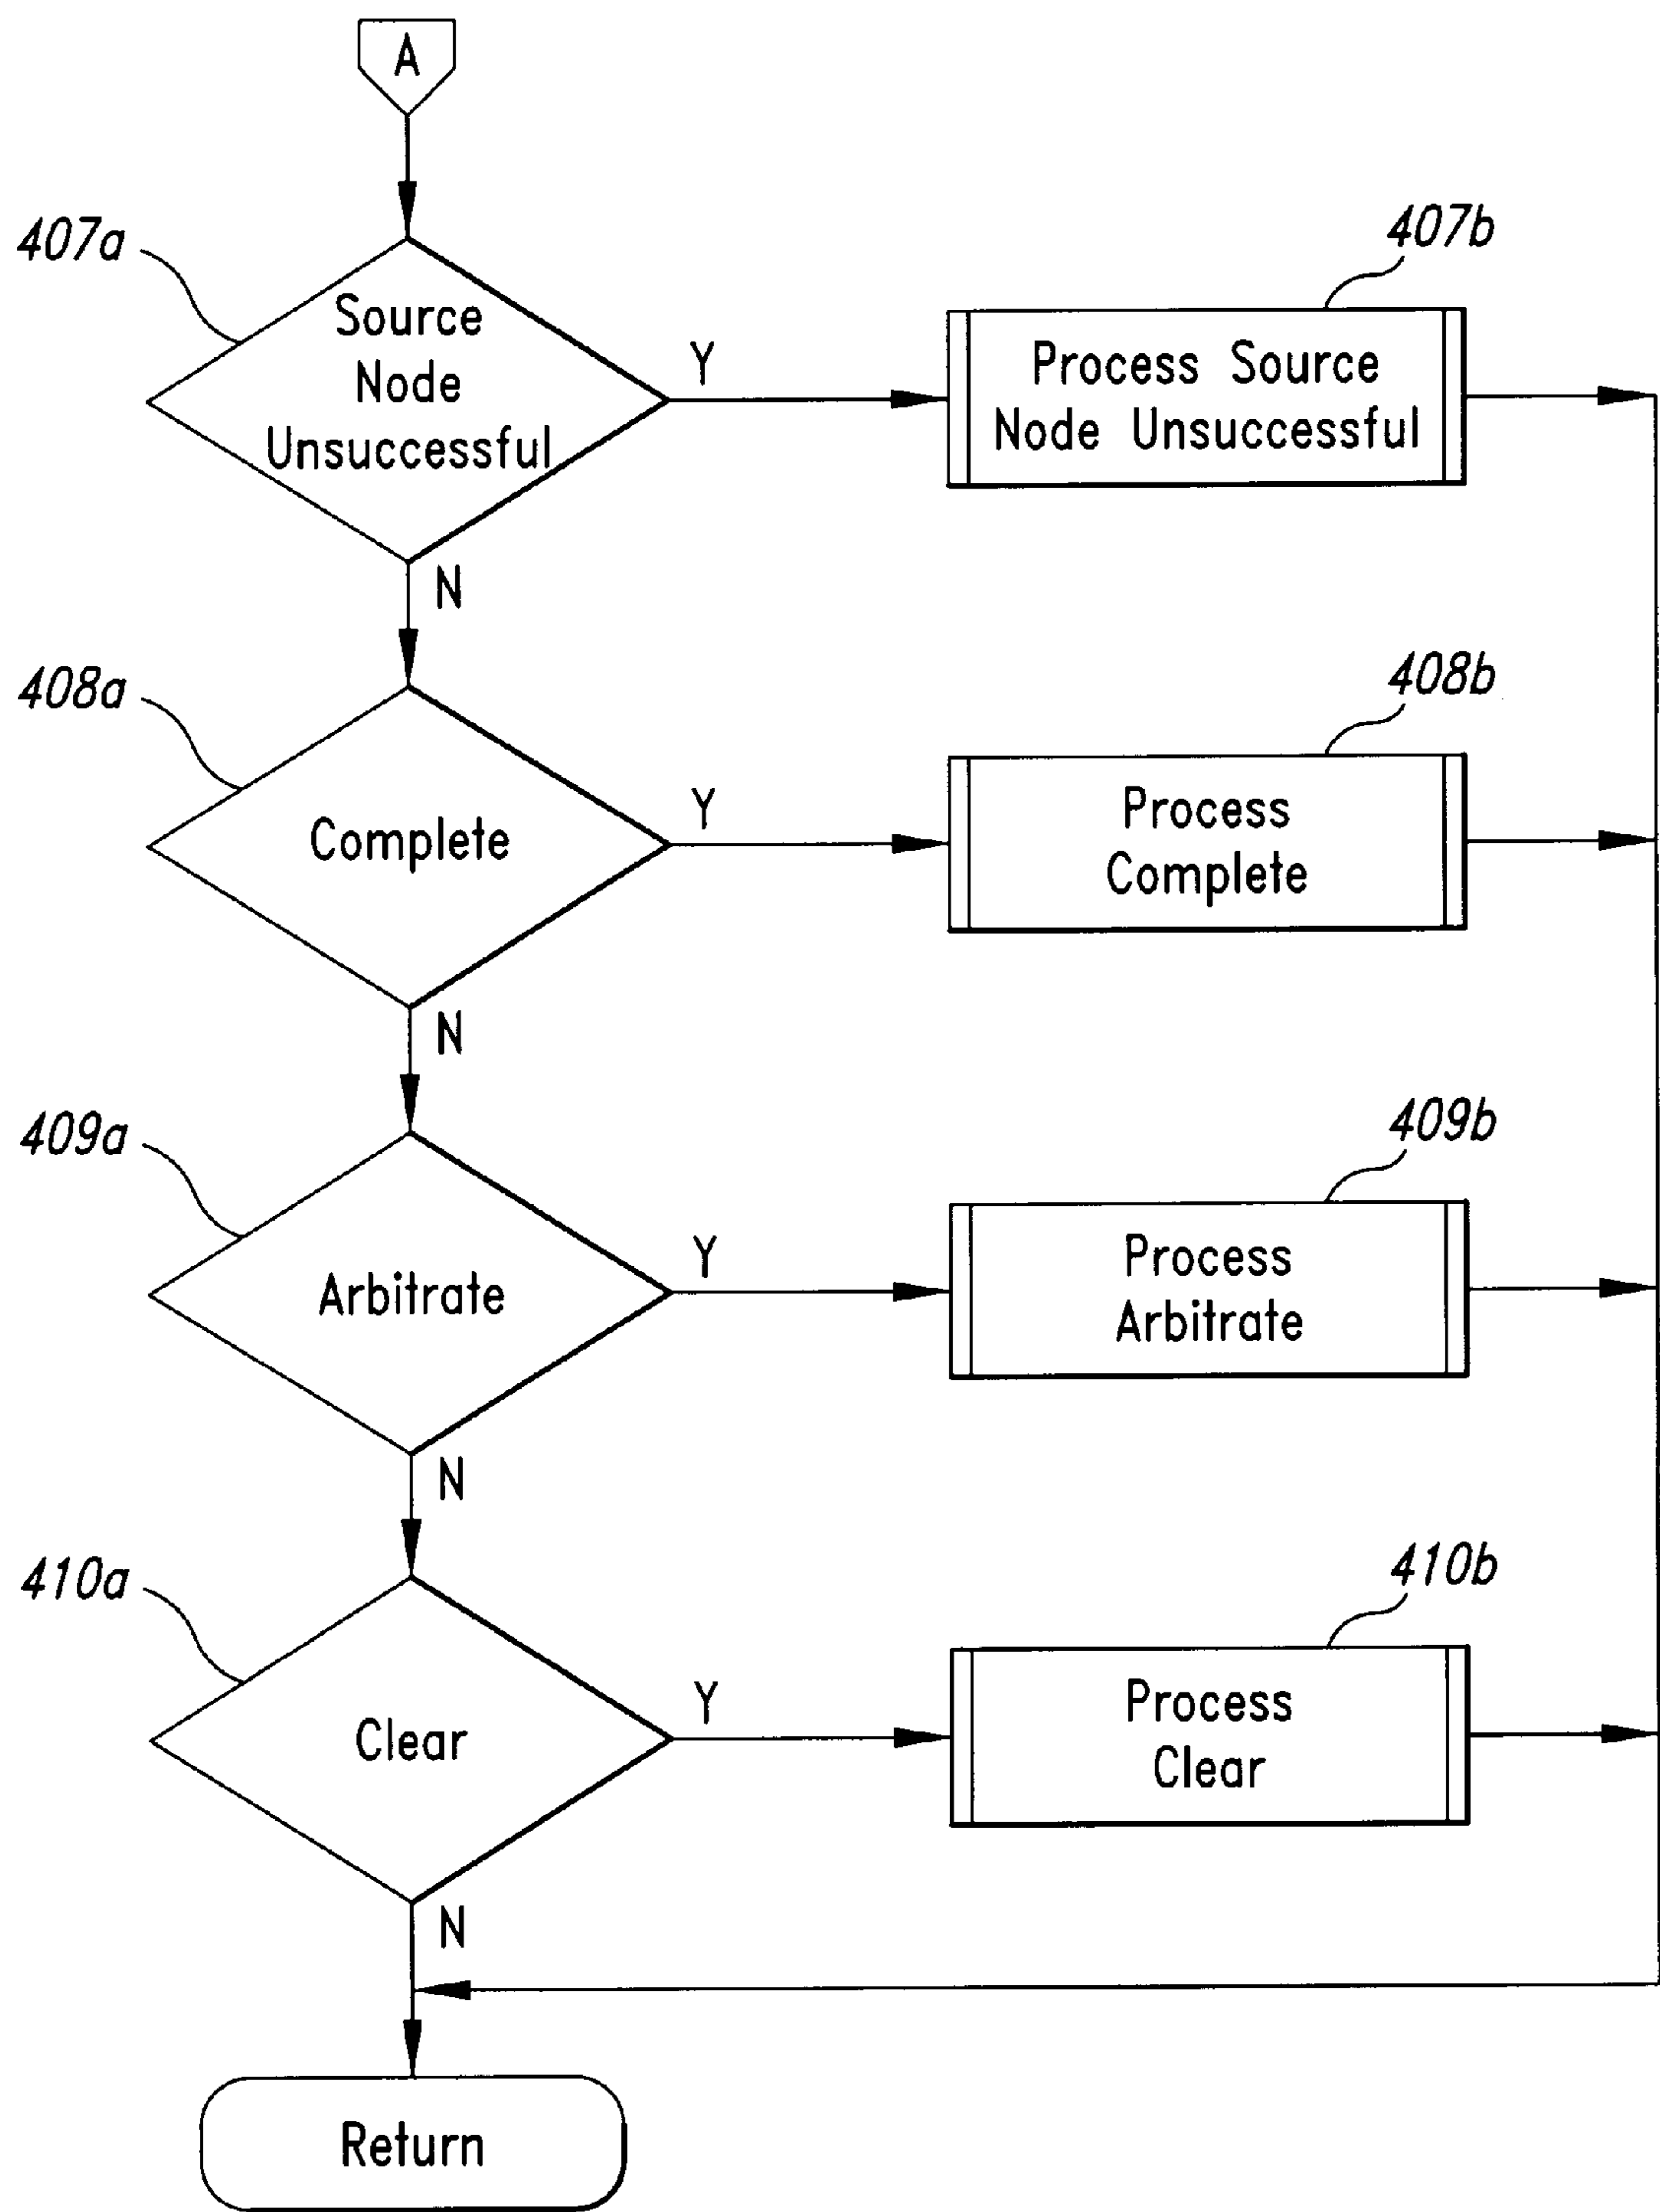 A
407a
Source
Node
Unsuccessful
Y
407b
Process Source
Node Unsuccessful
N
408a
Complete
Y
408b
Process
Complete
N
409a
Arbitrate
Y
409b
Process
Arbitrate
N
410a
Clear
Y
410b
Process
Clear
N
Return